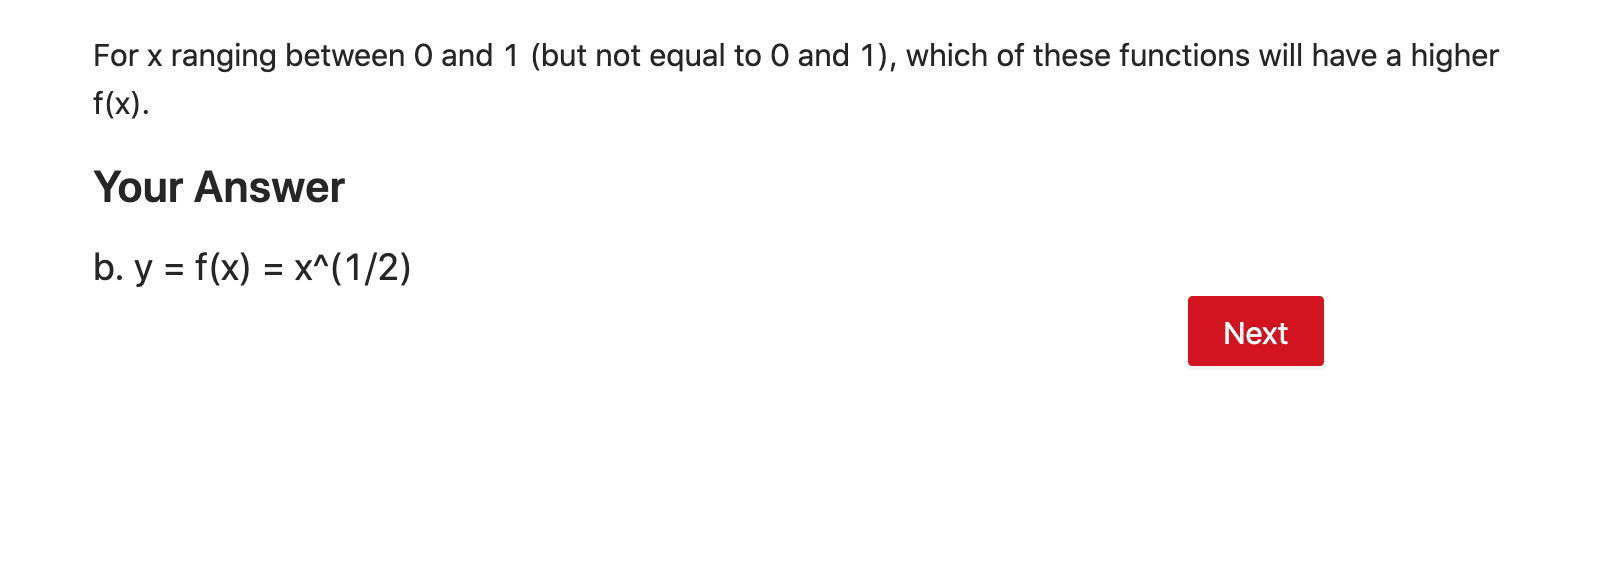 For x ranging between 0 and 1 (but not equal to 0 and 1), which of these functions will have a higher
f(x).
Your Answer
b. y = f(x) = x^(1/2)
Next